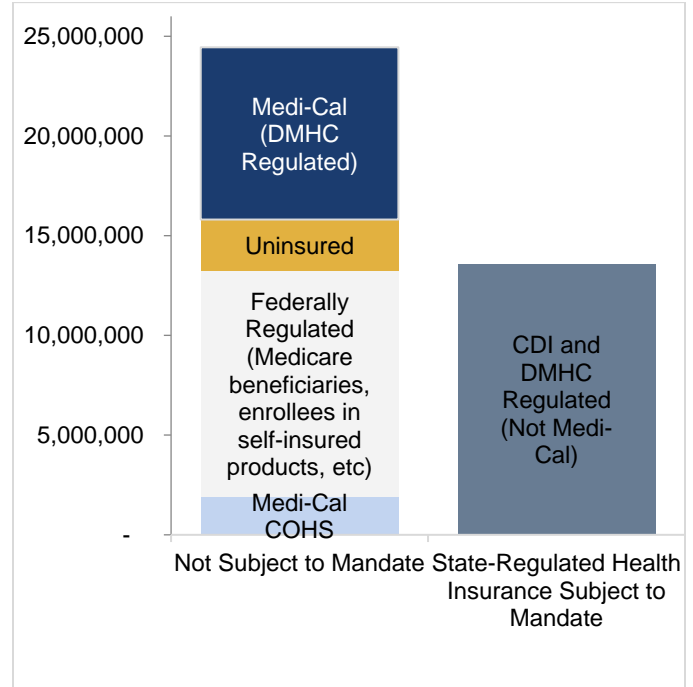 25,000,000
20,000,000
15,000,000
10,000,000
5,000,000
-
Medi-Cal
(DMHC
Regulated)
Uninsured
Federally
Regulated
(Medicare
beneficiaries,
enrollees in
self-insured
products, etc)
Medi-Cal
COHS
CDI and
DMHC
Regulated
(Not Medi-
Cal)
Not Subject to Mandate
State-Regulated Health
Insurance Subject to
Mandate